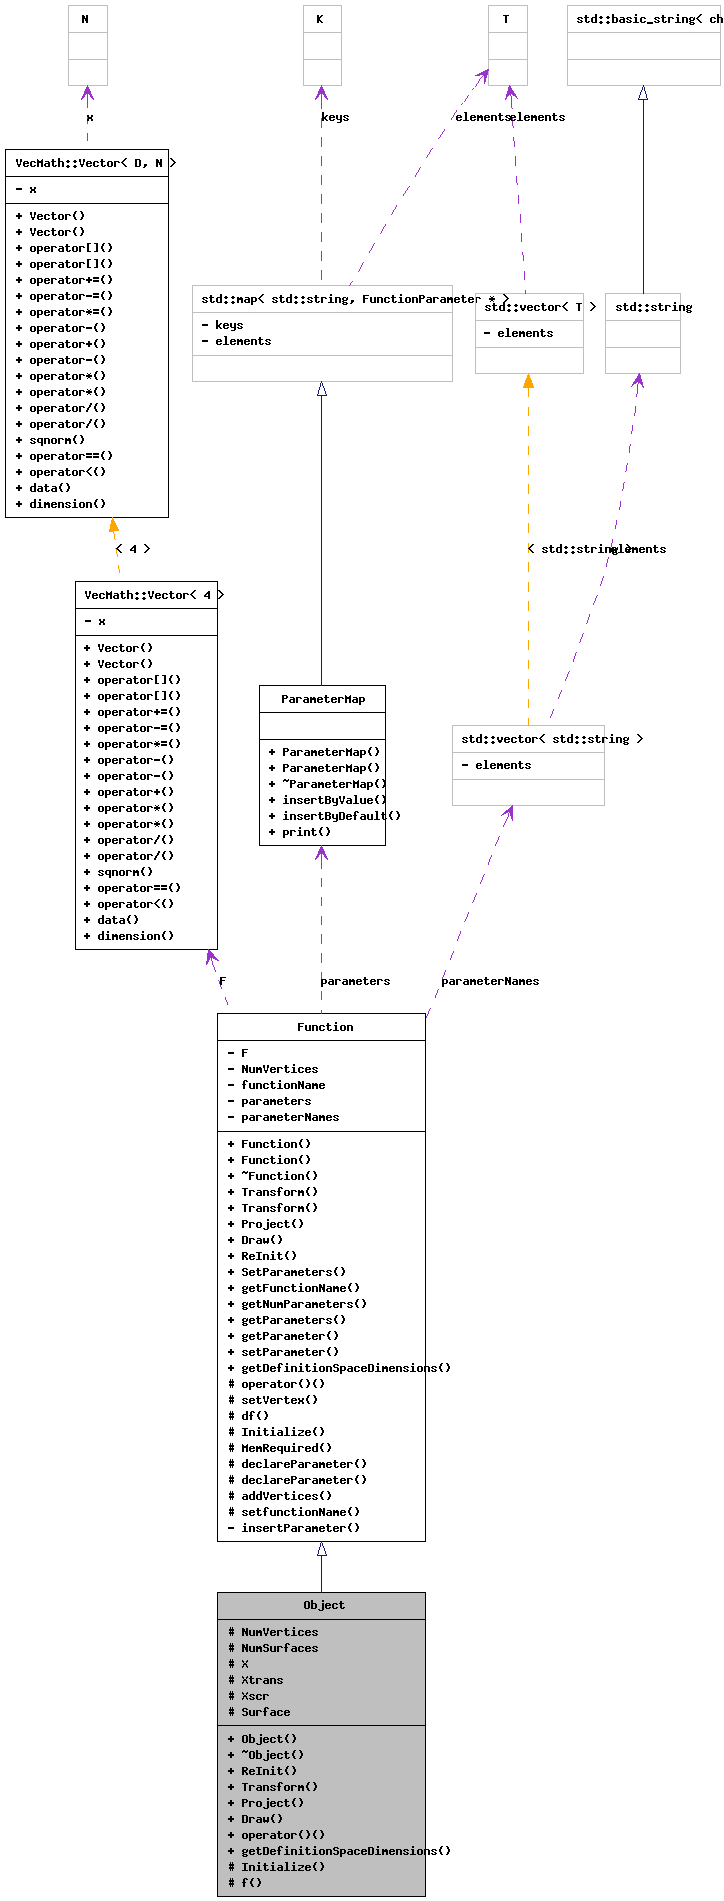 N
K
T
std::basic_string< ch
x
keys
elements
elements
VecMath::Vector< D, N >
- x
+ Vector()
+ Vector()
+ operator[]()
+ operator[]()
+ operator+=()
+ operator-=()
+ operator*=()
+ operator-()
+ operator+()
+ operator-()
+ operator*()
+ operator*()
+ operator/()
+ operator/()
+ sqnorm()
+ operator==()
+ operator<()
+ data()
+ dimension()
std::map< std::string, FunctionParameter * >
- keys
- elements
std::vector< T >
- elements
std::string
< 4 >
< std::string >
elements
VecMath::Vector< 4 >
- x
+ Vector()
+ Vector()
+ operator[]()
+ operator[]()
+ operator+=()
+ operator-=()
+ operator*=()
+ operator-()
+ operator-()
+ operator+()
+ operator*()
+ operator*()
+ operator/()
+ operator/()
+ sqnorm()
+ operator==()
+ operator<()
+ data()
+ dimension()
ParameterMap
+ ParameterMap()
+ ParameterMap()
+ ~ParameterMap()
+ insertByValue()
+ insertByDefault()
+ print()
std::vector< std::string >
- elements
F
parameters
parameterNames
Function
- F
- NumVertices
- functionName
- parameters
- parameterNames
+ Function()
+ Function()
+ ~Function()
+ Transform()
+ Transform()
+ Project()
+ Draw()
+ ReInit()
+ SetParameters()
+ getFunctionName()
+ getNumParameters()
+ getParameters()
+ getParameter()
+ setParameter()
+ getDefinitionSpaceDimensions()
# operator()()
# setVertex()
# df()
# Initialize()
# MemRequired()
# declareParameter()
# declareParameter()
# addVertices()
# setfunctionName()
- insertParameter()
Object
# NumVertices
# NumSurfaces
# X
# Xtrans
# Xscr
# Surface
+ Object()
+ ~Object()
+ ReInit()
+ Transform()
+ Project()
+ Draw()
+ operator()()
+ getDefinitionSpaceDimensions()
# Initialize()
# f()